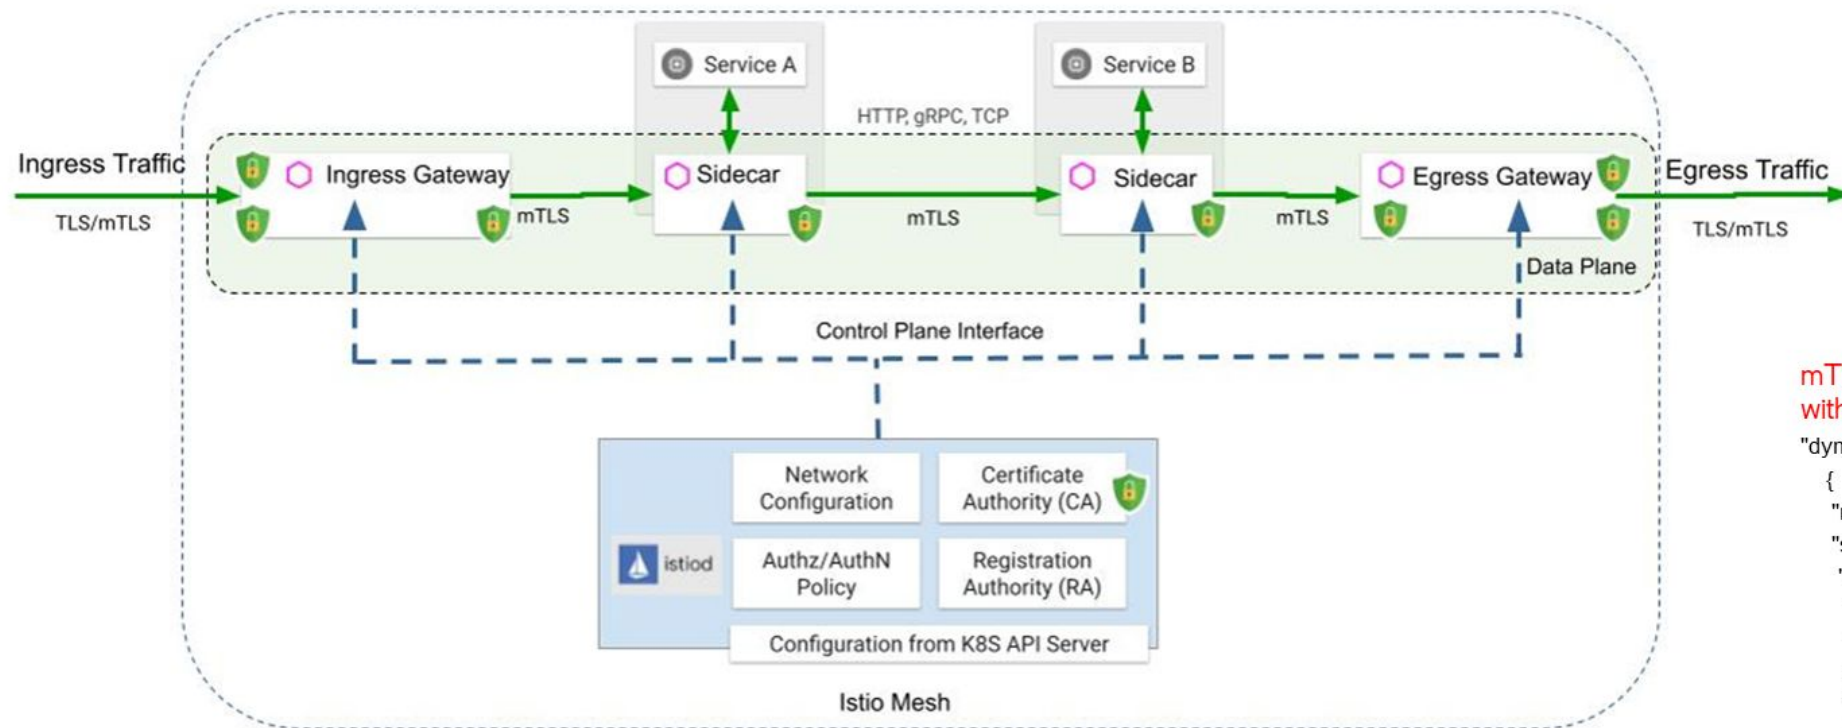 Service A
Service B
HTTP, gRPC, TCP
Ingress Traffic
TLS/mTLS
Ingress Gateway
mTLS
Sidecar
mTLS
Sidecar
mTLS
Egress Gateway
Egress Traffic
TLS/mTLS
Data Plane
Control Plane Interface
Network
Configuration
Certificate
Authority (CA)
istiod
Authz/AuthN
Policy
Registration
Authority (RA)
Configuration from K8S API Server
Istio Mesh
{